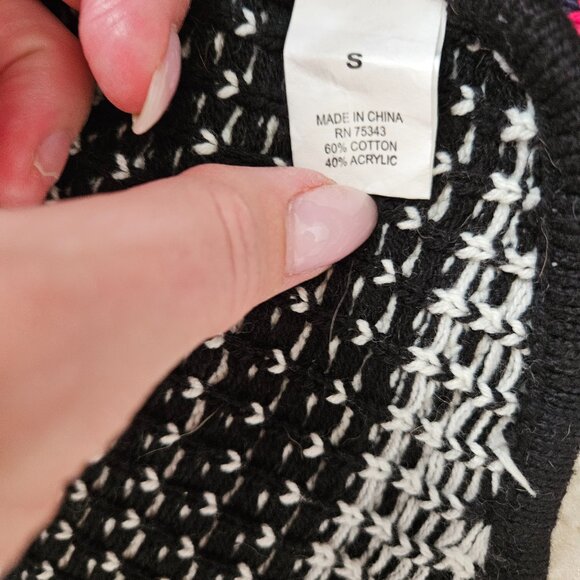 S
MADE IN CHINA
RN 75343
60% COTTON
40% ACRYLIC